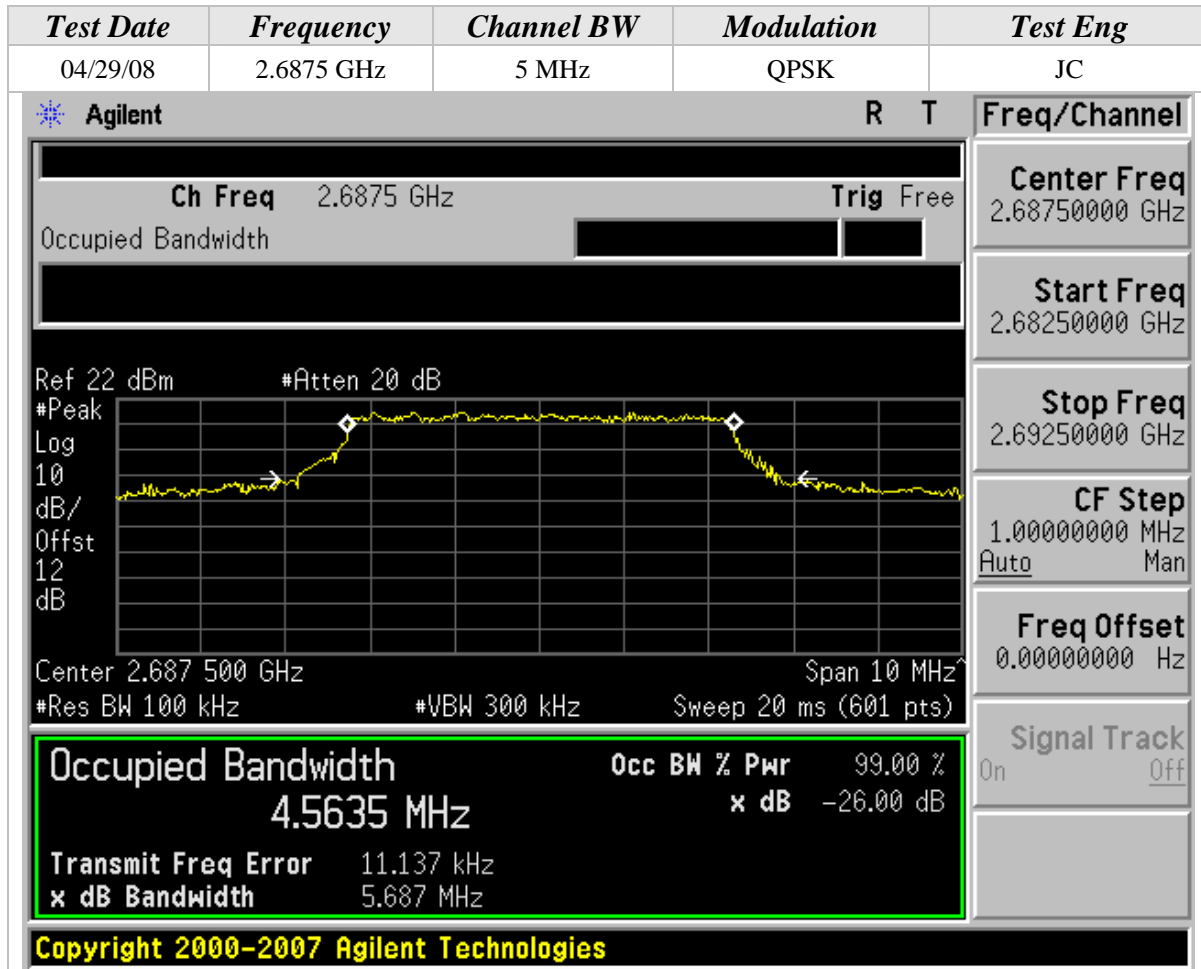 Test Date Frequency Channel BW Modulation Test Eng
04/29/08 2.6875 GHz 5 MHz QPSK JC
Agilent R T
Ch Freq 2.6875 GHz Trig Free
Occupied Bandwidth
Ref 22 dBm #Atten 20 dB
#Peak
Log
10
dB/
Offst
12
dB
Center 2.687 500 GHz Span 10 MHz^
#Res BW 100 kHz #VBW 300 kHz Sweep 20 ms (601 pts)
Occupied Bandwidth Occ BW % Pwr 99.00 %
4.5635 MHz x dB -26.00 dB
Transmit Freq Error 11.137 kHz
x dB Bandwidth 5.687 MHz
Copyright 2000-2007 Agilent Technologies
Freq/Channel
Center Freq
2.68750000 GHz
Start Freq
2.68250000 GHz
Stop Freq
2.69250000 GHz
CF Step
1.00000000 MHz
Auto Man
Freq Offset
0.00000000 Hz
Signal Track
On Off